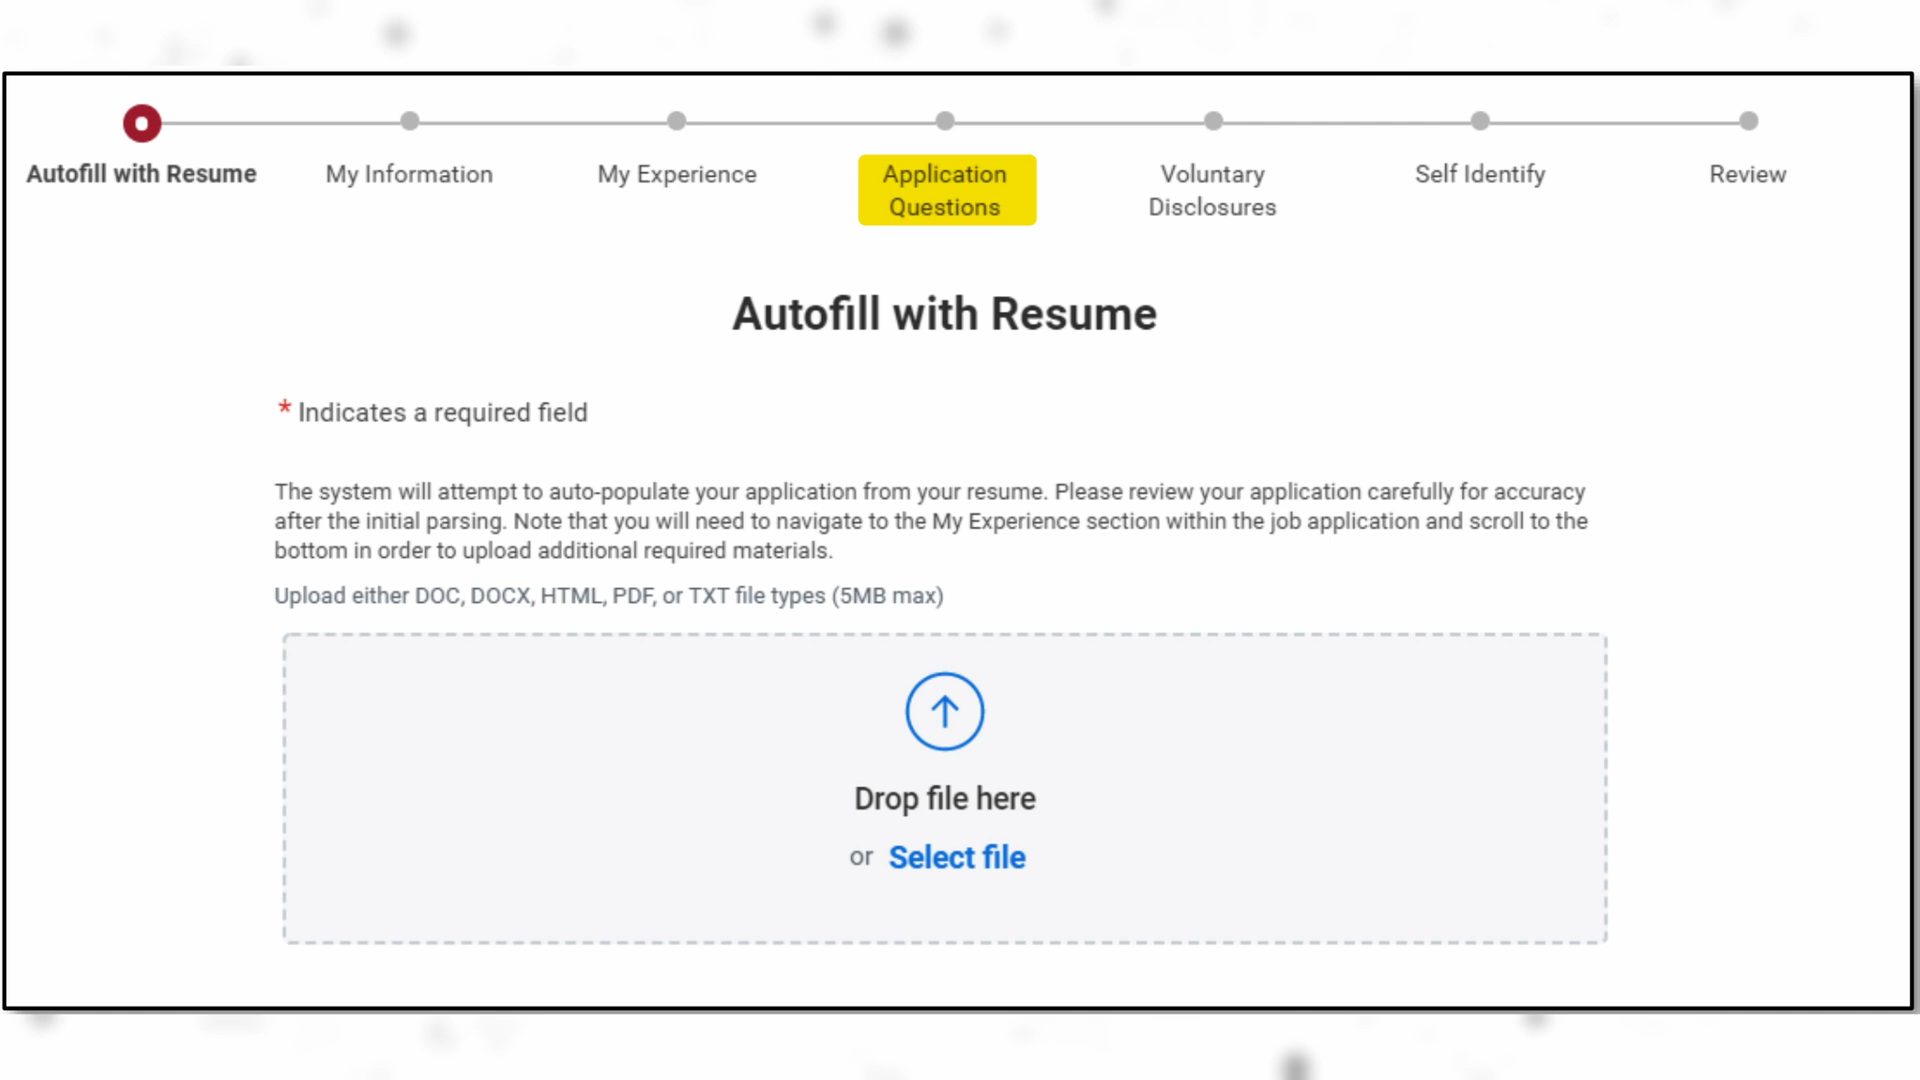 Autofill with Resume
My Information
My Experience
Application
Questions
Voluntary
Disclosures
Self Identify
Review
Autofill with Resume
* Indicates a required field
The system will attempt to auto-populate your application from your resume. Please review your application carefully for accuracy
after the initial parsing. Note that you will need to navigate to the My Experience section within the job application and scroll to the
bottom in order to upload additional required materials.
Upload either DOC, DOCX, HTML, PDF, or TXT file types (5MB max)
Drop file here
or Select file